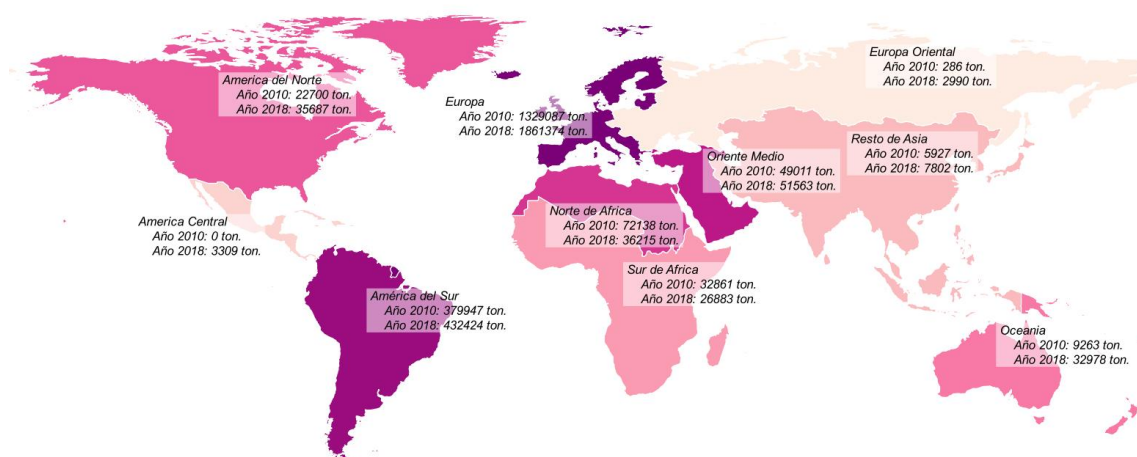 America del Norte
Año 2010: 22700 ton.
Año 2018: 35687 ton.
Europa Oriental
Año 2010: 286 ton.
Año 2018: 2990 ton.
Europa
Año 2010: 1329087 ton.
Año 2018: 1861374 ton.
Resto de Asia
Año 2010: 5927 ton.
Año 2018: 7802 ton.
Oriente Medio
Año 2010: 49011 ton.
Año 2018: 51563 ton.
America Central
Año 2010: 0 ton.
Año 2018: 3309 ton.
Norte de Africa
Año 2010: 72138 ton.
Año 2018: 36215 ton.
Sur de Africa
Año 2010: 32861 ton.
Año 2018: 26883 ton.
América del Sur
Año 2010: 379947 ton.
Año 2018: 432424 ton.
Oceania
Año 2010: 9263 ton.
Año 2018: 32978 ton.